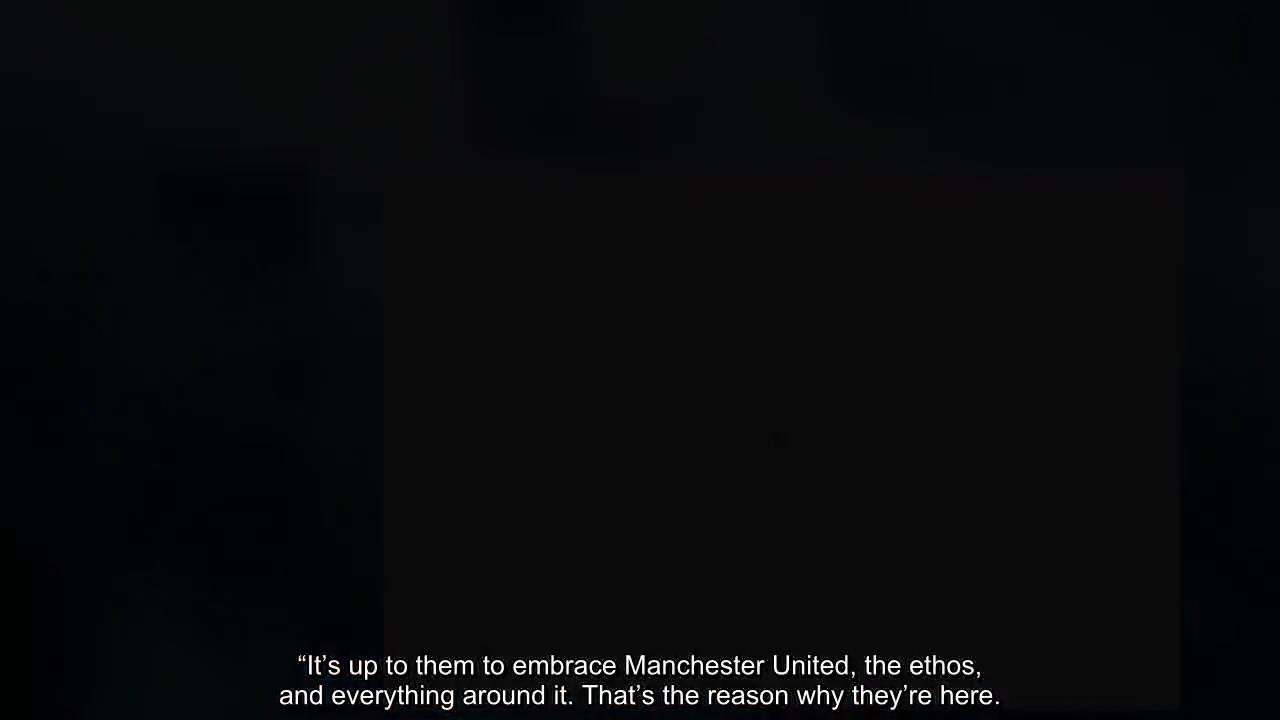 “It’s up to them to embrace Manchester United, the ethos,
and everything around it. That’s the reason why they’re here.